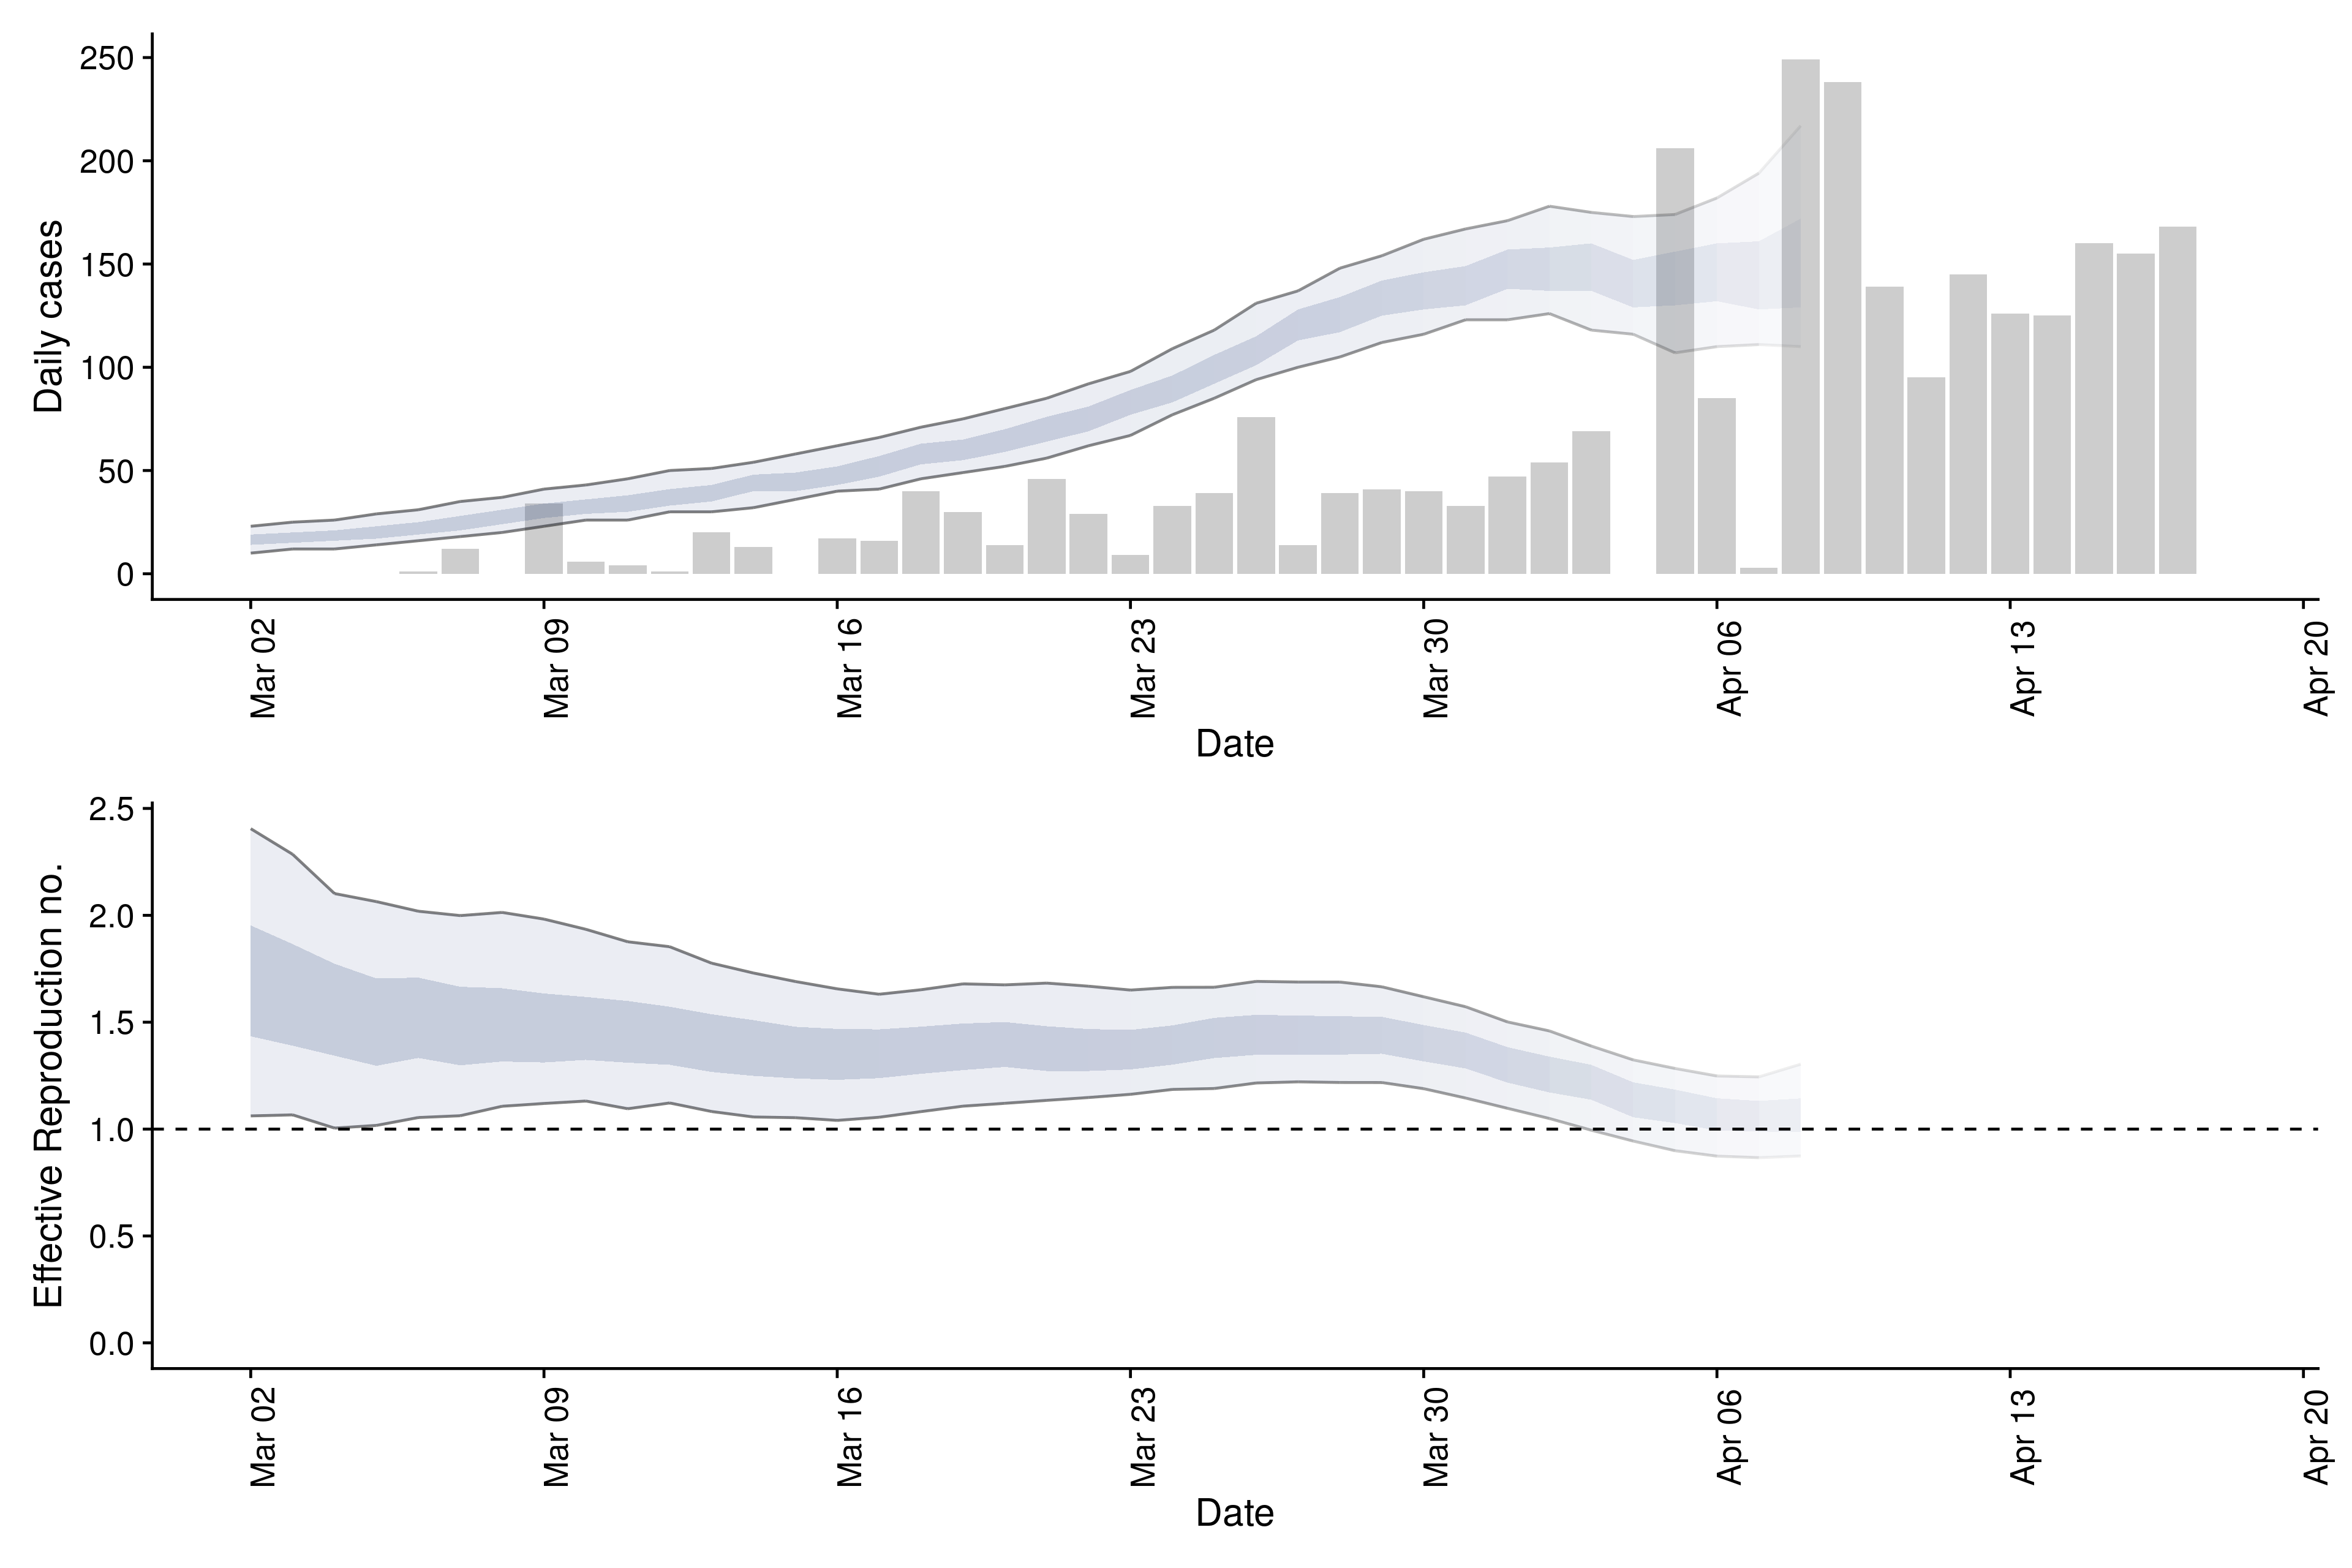 Daily cases
250
200
150
100
50
0
Mar 02
Mar 09
Mar 16
Mar 23
Mar 30
Apr 06
Apr 13
Apr 20
Date
Effective Reproduction no.
2.5
2.0
1.5
1.0
0.5
0.0
Mar 02
Mar 09
Mar 16
Mar 23
Mar 30
Apr 06
Apr 13
Apr 20
Date